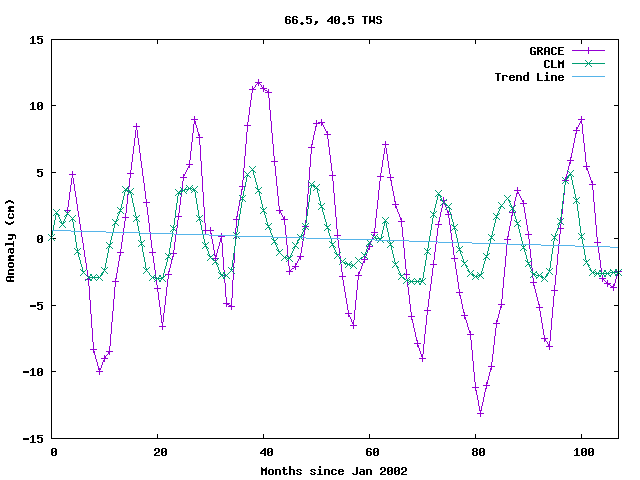 66.5, 40.5 TWS
GRACE
CLM
Trend Line
15
10
5
0
-5
-10
-15
Anomaly (cm)
0 20 40 60 80 100
Months since Jan 2002